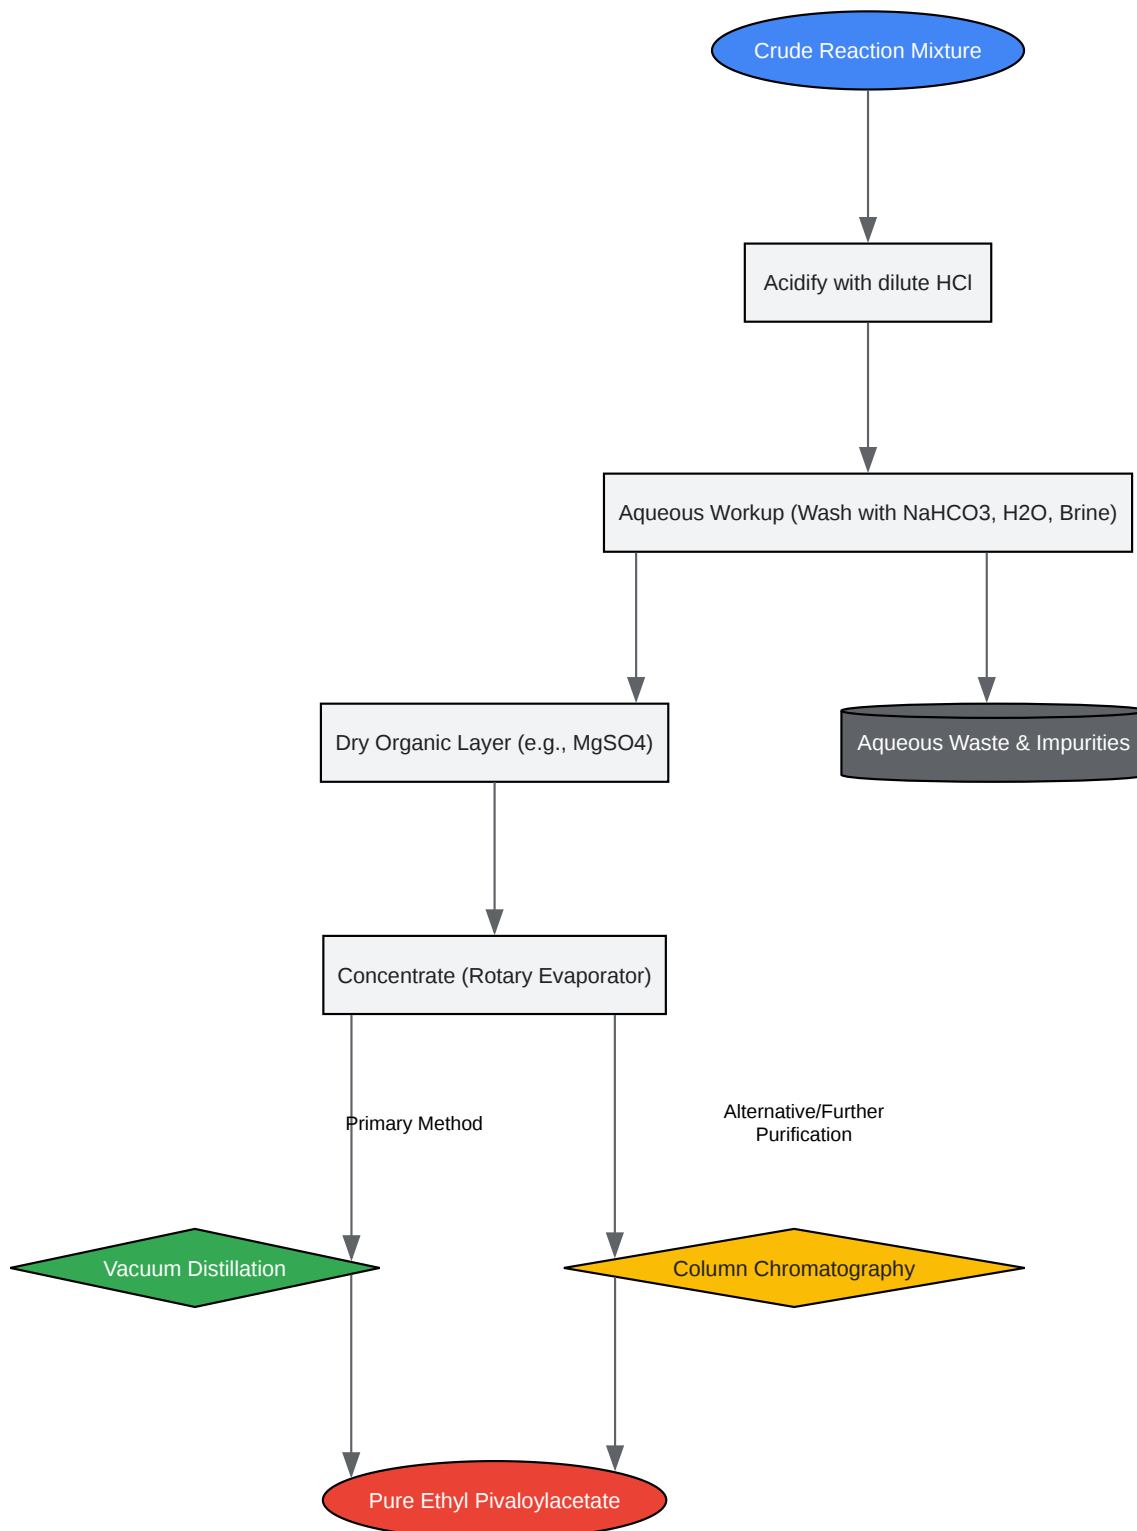 Crude Reaction Mixture
Acidify with dilute HCl
Aqueous Workup (Wash with NaHCO3, H2O, Brine)
Dry Organic Layer (e.g., MgSO4)
Aqueous Waste & Impurities
Concentrate (Rotary Evaporator)
Primary Method
Alternative/Further
Purification
Vacuum Distillation
Column Chromatography
Pure Ethyl Pivaloylacetate